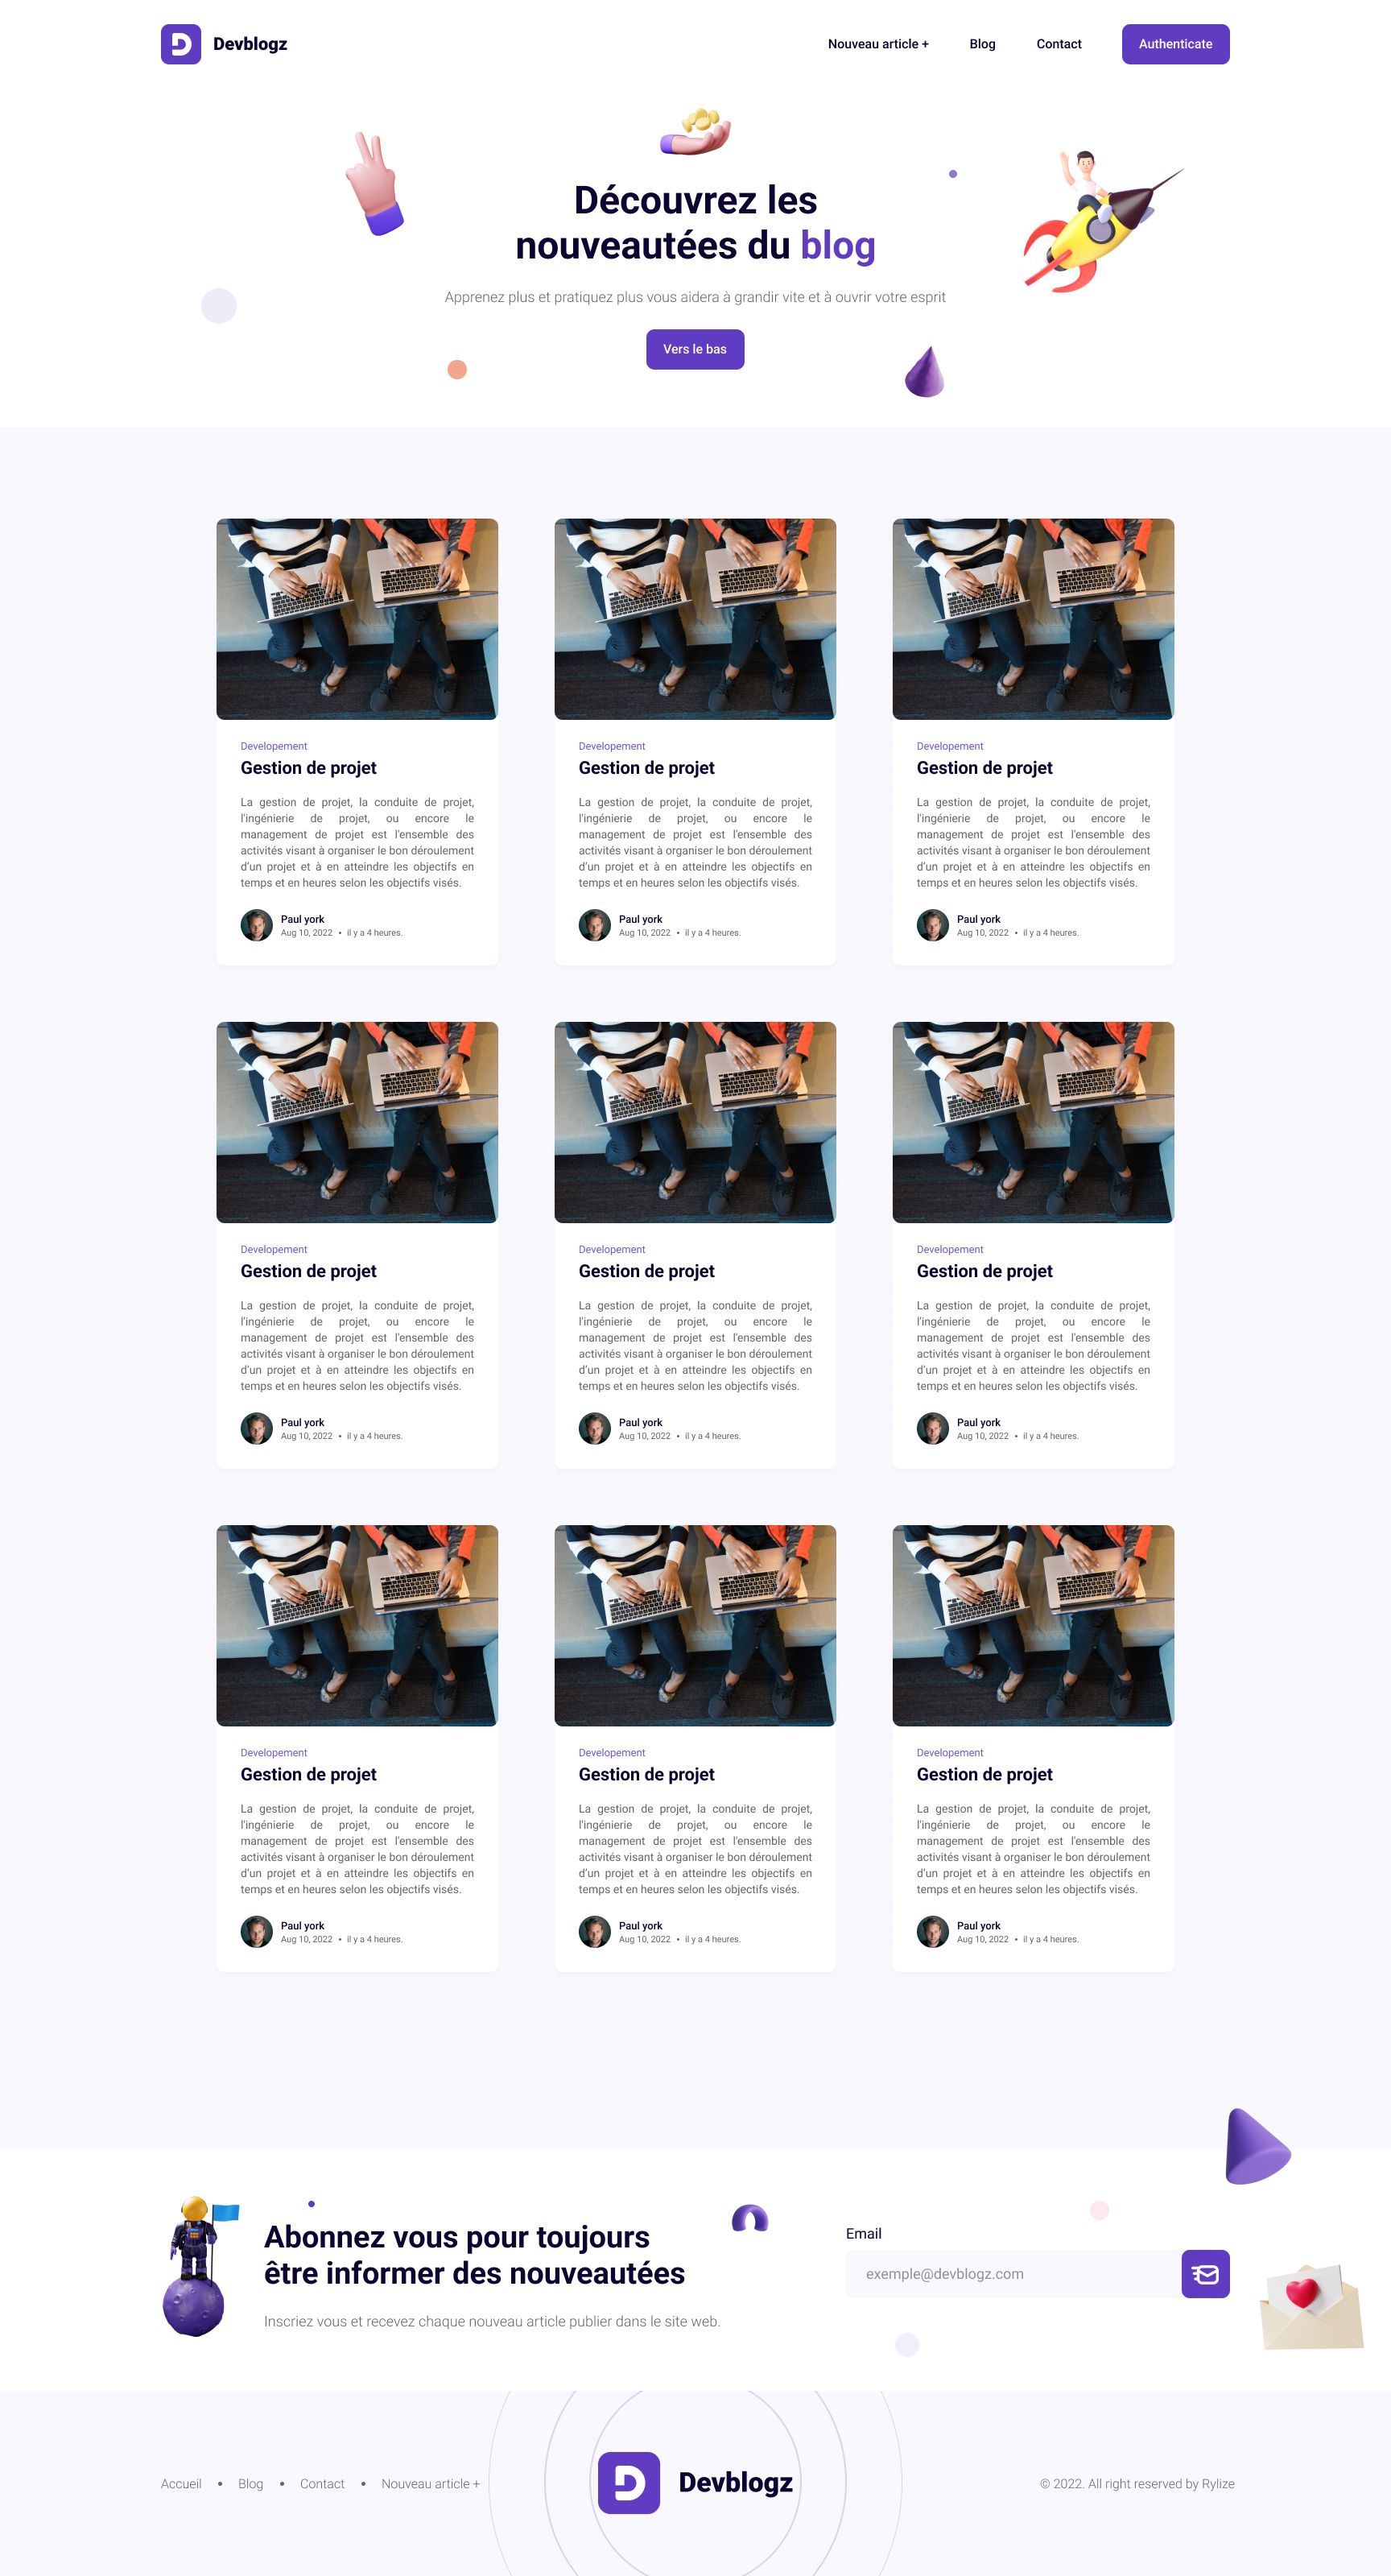 Devblogz
Nouveau article +
Blog
Contact
Authenticate
Découvrez les
nouveautées du blog
Apprenez plus et pratiquez plus vous aidera à grandir vite et à ouvrir votre esprit
Vers le bas
Developement
Gestion de projet
La gestion de projet, la conduite de projet,
l'ingénierie de projet, ou encore le
management de projet est l'ensemble des
activités visant à organiser le bon déroulement
d'un projet et à en atteindre les objectifs en
temps et en heures selon les objectifs visés.
Paul york
Aug 10, 2022 • il y a 4 heures.
Developement
Gestion de projet
La gestion de projet, la conduite de projet,
l'ingénierie de projet, ou encore le
management de projet est l'ensemble des
activités visant à organiser le bon déroulement
d'un projet et à en atteindre les objectifs en
temps et en heures selon les objectifs visés.
Paul york
Aug 10, 2022 • il y a 4 heures.
Developement
Gestion de projet
La gestion de projet, la conduite de projet,
l'ingénierie de projet, ou encore le
management de projet est l'ensemble des
activités visant à organiser le bon déroulement
d'un projet et à en atteindre les objectifs en
temps et en heures selon les objectifs visés.
Paul york
Aug 10, 2022 • il y a 4 heures.
Developement
Gestion de projet
La gestion de projet, la conduite de projet,
l'ingénierie de projet, ou encore le
management de projet est l'ensemble des
activités visant à organiser le bon déroulement
d'un projet et à en atteindre les objectifs en
temps et en heures selon les objectifs visés.
Paul york
Aug 10, 2022 • il y a 4 heures.
Developement
Gestion de projet
La gestion de projet, la conduite de projet,
l'ingénierie de projet, ou encore le
management de projet est l'ensemble des
activités visant à organiser le bon déroulement
d'un projet et à en atteindre les objectifs en
temps et en heures selon les objectifs visés.
Paul york
Aug 10, 2022 • il y a 4 heures.
Developement
Gestion de projet
La gestion de projet, la conduite de projet,
l'ingénierie de projet, ou encore le
management de projet est l'ensemble des
activités visant à organiser le bon déroulement
d'un projet et à en atteindre les objectifs en
temps et en heures selon les objectifs visés.
Paul york
Aug 10, 2022 • il y a 4 heures.
Developement
Gestion de projet
La gestion de projet, la conduite de projet,
l'ingénierie de projet, ou encore le
management de projet est l'ensemble des
activités visant à organiser le bon déroulement
d'un projet et à en atteindre les objectifs en
temps et en heures selon les objectifs visés.
Paul york
Aug 10, 2022 • il y a 4 heures.
Developement
Gestion de projet
La gestion de projet, la conduite de projet,
l'ingénierie de projet, ou encore le
management de projet est l'ensemble des
activités visant à organiser le bon déroulement
d'un projet et à en atteindre les objectifs en
temps et en heures selon les objectifs visés.
Paul york
Aug 10, 2022 • il y a 4 heures.
Developement
Gestion de projet
La gestion de projet, la conduite de projet,
l'ingénierie de projet, ou encore le
management de projet est l'ensemble des
activités visant à organiser le bon déroulement
d'un projet et à en atteindre les objectifs en
temps et en heures selon les objectifs visés.
Paul york
Aug 10, 2022 • il y a 4 heures.
Abonnez vous pour toujours
être informer des nouveautées
Inscriez vous et recevez chaque nouveau article publier dans le site web.
Email
exemple@devblogz.com
Accueil • Blog • Contact • Nouveau article +
Devblogz
© 2022. All right reserved by Rylize